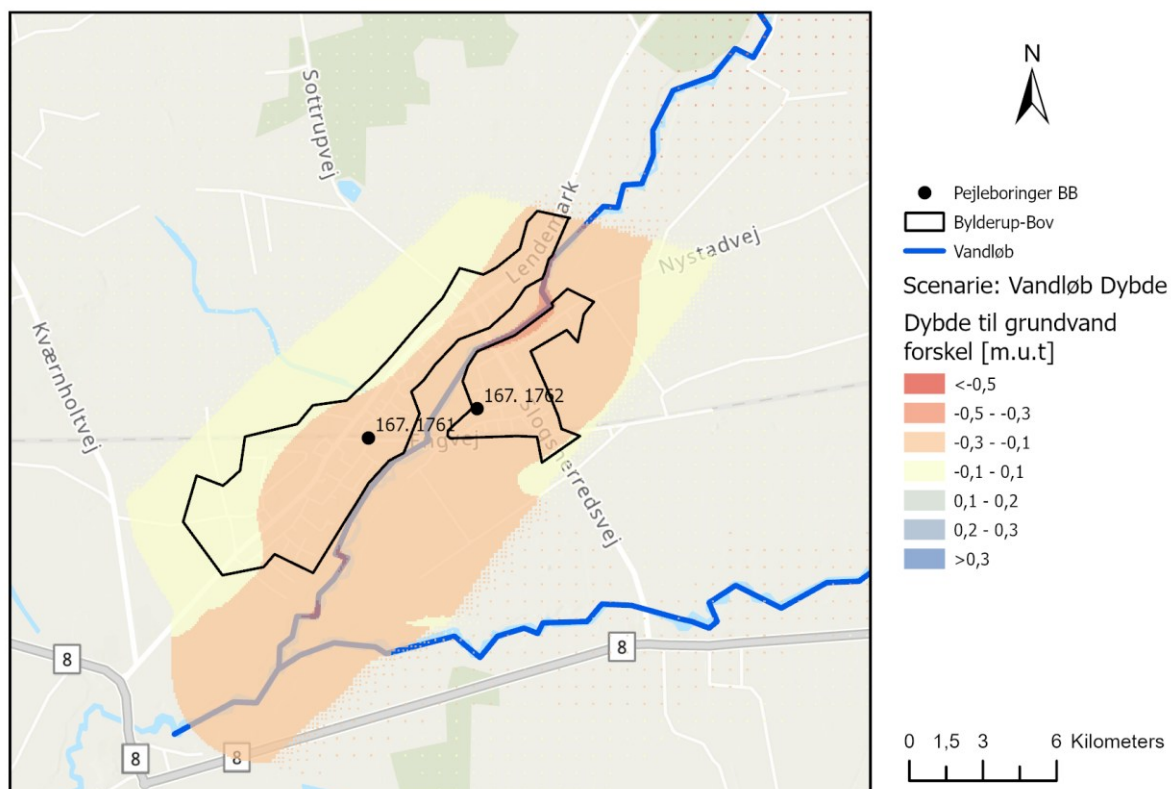 Sottrupvej
Lendemark
Nystadvej
Kværnholtvej
167. 1762
167. 1761
Engvej
Slogsherredsvej
8
8
8
8
N
Pejleboringer BB
Bylderup-Bov
Vandløb
Scenarie: Vandløb Dybde
Dybde til grundvand
forskel [m.u.t]
<-0,5
-0,5 - -0,3
-0,3 - -0,1
-0,1 - 0,1
0,1 - 0,2
0,2 - 0,3
>0,3
0 1,5 3 6 Kilometers